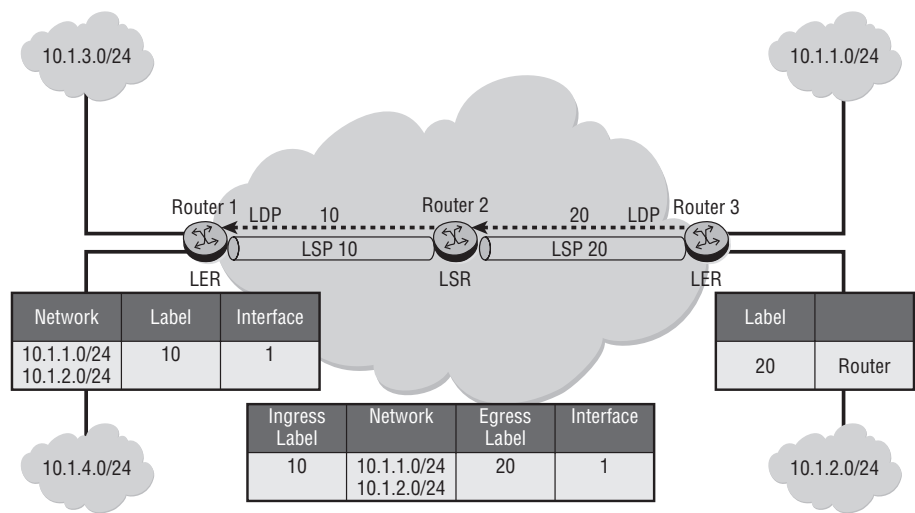 10.1.3.0/24
10.1.1.0/24
Router 1
LDP
10
Router 2
20
LDP
Router 3
LSP 10
LSP 20
LER
LSR
LER
Network Label Interface
10.1.1.0/24 10 1
10.1.2.0/24
Label
20 Router
Ingress Label Network Egress Label Interface
10 10.1.1.0/24 20 1
10.1.2.0/24
10.1.4.0/24
10.1.2.0/24